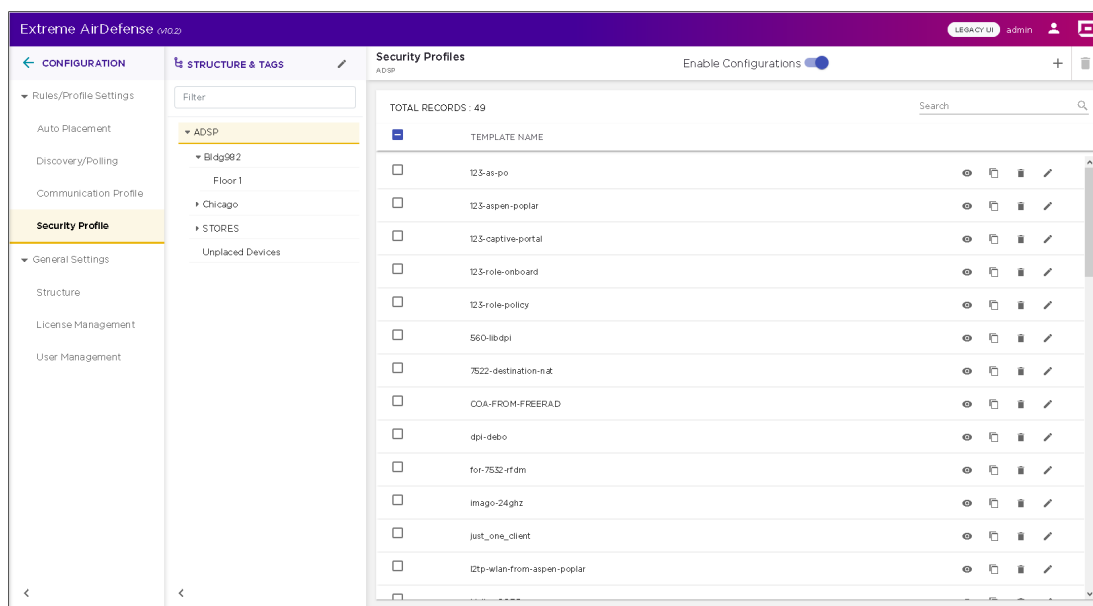 Extreme AirDefense (v10.2)
LEGACY UI admin
CONFIGURATION
Rules/Profile Settings
Auto Placement
Discovery/Polling
Communication Profile
Security Profile
General Settings
Structure
License Management
User Management
STRUCTURE & TAGS
Filter
ADSP
Bldg982
Floor 1
Chicago
STORES
Unplaced Devices
Security Profiles
ADSP
Enable Configurations
TOTAL RECORDS : 49
Search
TEMPLATE NAME
123-as-po
123-aspen-poplar
123-captive-portal
123-role-onboard
123-role-policy
560-libdpi
7522-destination-nat
COA-FROM-FREERAD
dpi-debo
for-7532-rfdm
imago-24ghz
just_one_client
l2tp-wlan-from-aspen-poplar